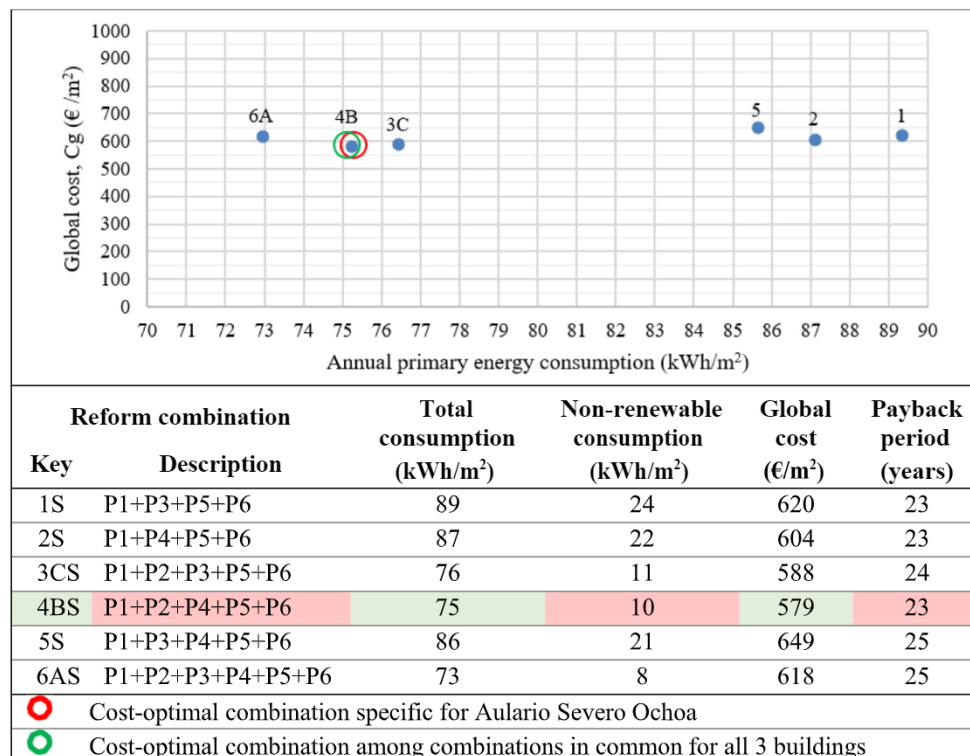 1000
900
800
700
600
500
400
300
200
100
0
Global cost, Cg (€ /m²)
6A
4B
3C
5
2
1
70 71 72 73 74 75 76 77 78 79 80 81 82 83 84 85 86 87 88 89 90
Annual primary energy consumption (kWh/m²)
Reform combination Total consumption (kWh/m²) Non-renewable consumption (kWh/m²) Global cost (€/m²) Payback period (years)
Key Description
1S P1+P3+P5+P6 89 24 620 23
2S P1+P4+P5+P6 87 22 604 23
3CS P1+P2+P3+P5+P6 76 11 588 24
4BS P1+P2+P4+P5+P6 75 10 579 23
5S P1+P3+P4+P5+P6 86 21 649 25
6AS P1+P2+P3+P4+P5+P6 73 8 618 25
Cost-optimal combination specific for Aulario Severo Ochoa
Cost-optimal combination among combinations in common for all 3 buildings